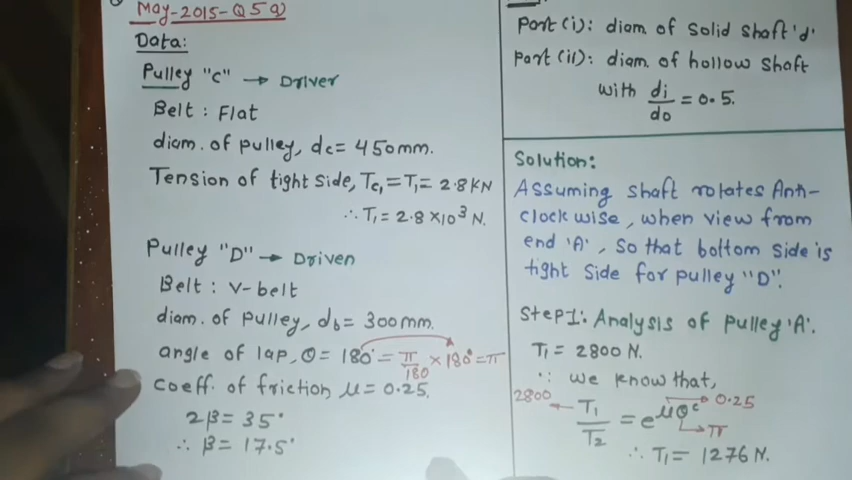 May-2015-Q5a)
Data:
Pulley "C" → Driver
Belt : Flat
diam. of pulley, dc = 450mm.
Tension of tight side, Tc₁ = T₁ = 2.8 KN
∴ T₁ = 2.8 × 10³ N.
Pulley "D" → Driven
Belt : V-belt
diam. of pulley, db = 300mm.
angle of lap, θ = 180° = π/180 × 180° = π
coeff. of friction μ = 0.25.
2β = 35°
∴ β = 17.5°
Part(i): diam. of solid shaft 'd'
Part(ii): diam. of hollow shaft
with di/do = 0.5.
Solution:
Assuming shaft rotates Anti-
clockwise, when view from
end 'A', so that bottom side is
tight side for pulley "D".
Step 1: Analysis of pulley 'A'.
T₁ = 2800 N.
∵ we know that,
2800 ← T₁/T₂ = e^μθc → 0.25
→ π
∴ T₁ = 1276 N.